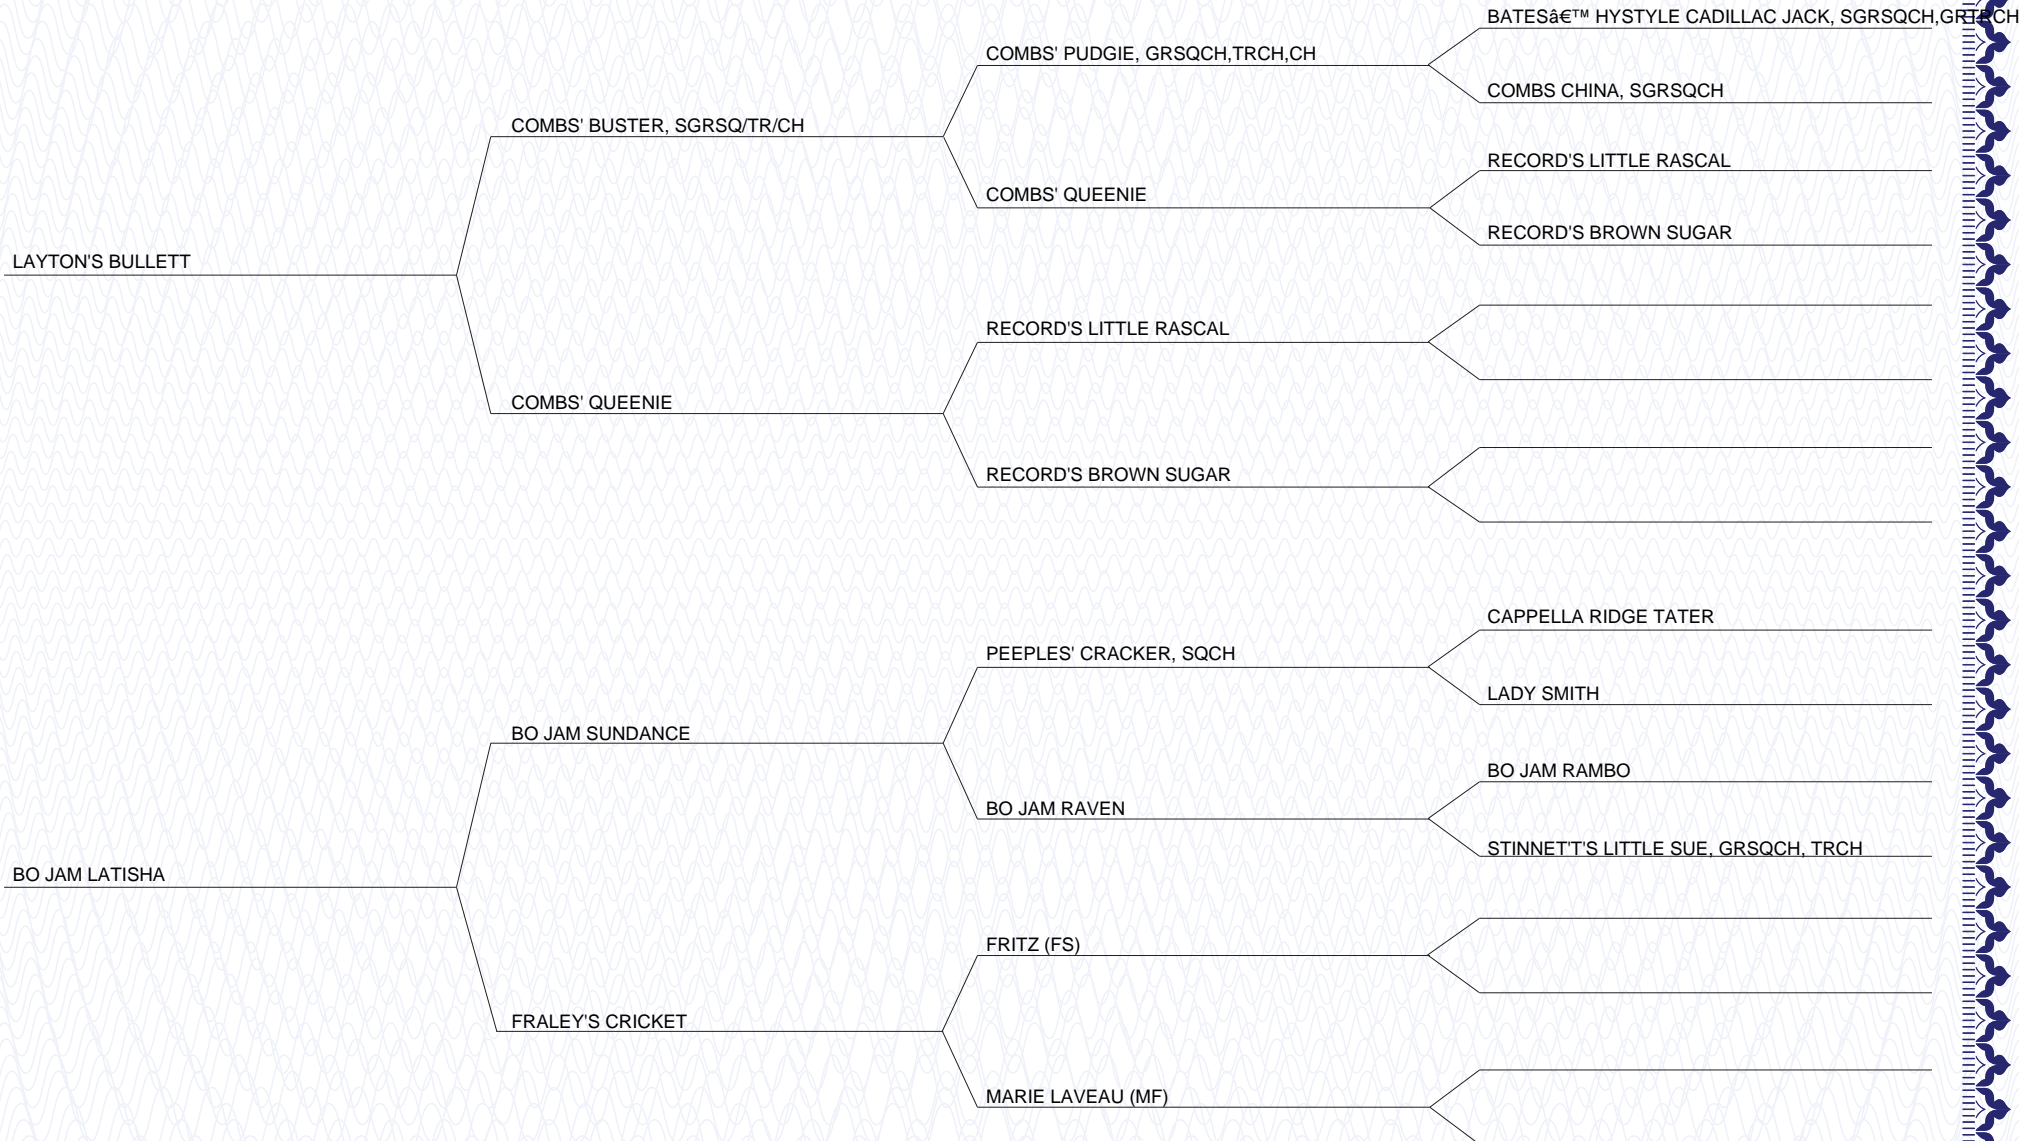 BATESâ€™ HYSTYLE CADILLAC JACK, SGRSQCH,GRTRCH
COMBS' PUDGIE, GRSQCH,TRCH,CH
COMBS CHINA, SGRSQCH
COMBS' BUSTER, SGRSQ/TR/CH
RECORD'S LITTLE RASCAL
COMBS' QUEENIE
RECORD'S BROWN SUGAR
LAYTON'S BULLETT
RECORD'S LITTLE RASCAL
COMBS' QUEENIE
RECORD'S BROWN SUGAR
CAPPELLA RIDGE TATER
PEEPLES' CRACKER, SQCH
LADY SMITH
BO JAM SUNDANCE
BO JAM RAMBO
BO JAM RAVEN
STINNET'T'S LITTLE SUE, GRSQCH, TRCH
BO JAM LATISHA
FRITZ (FS)
FRALEY'S CRICKET
MARIE LAVEAU (MF)